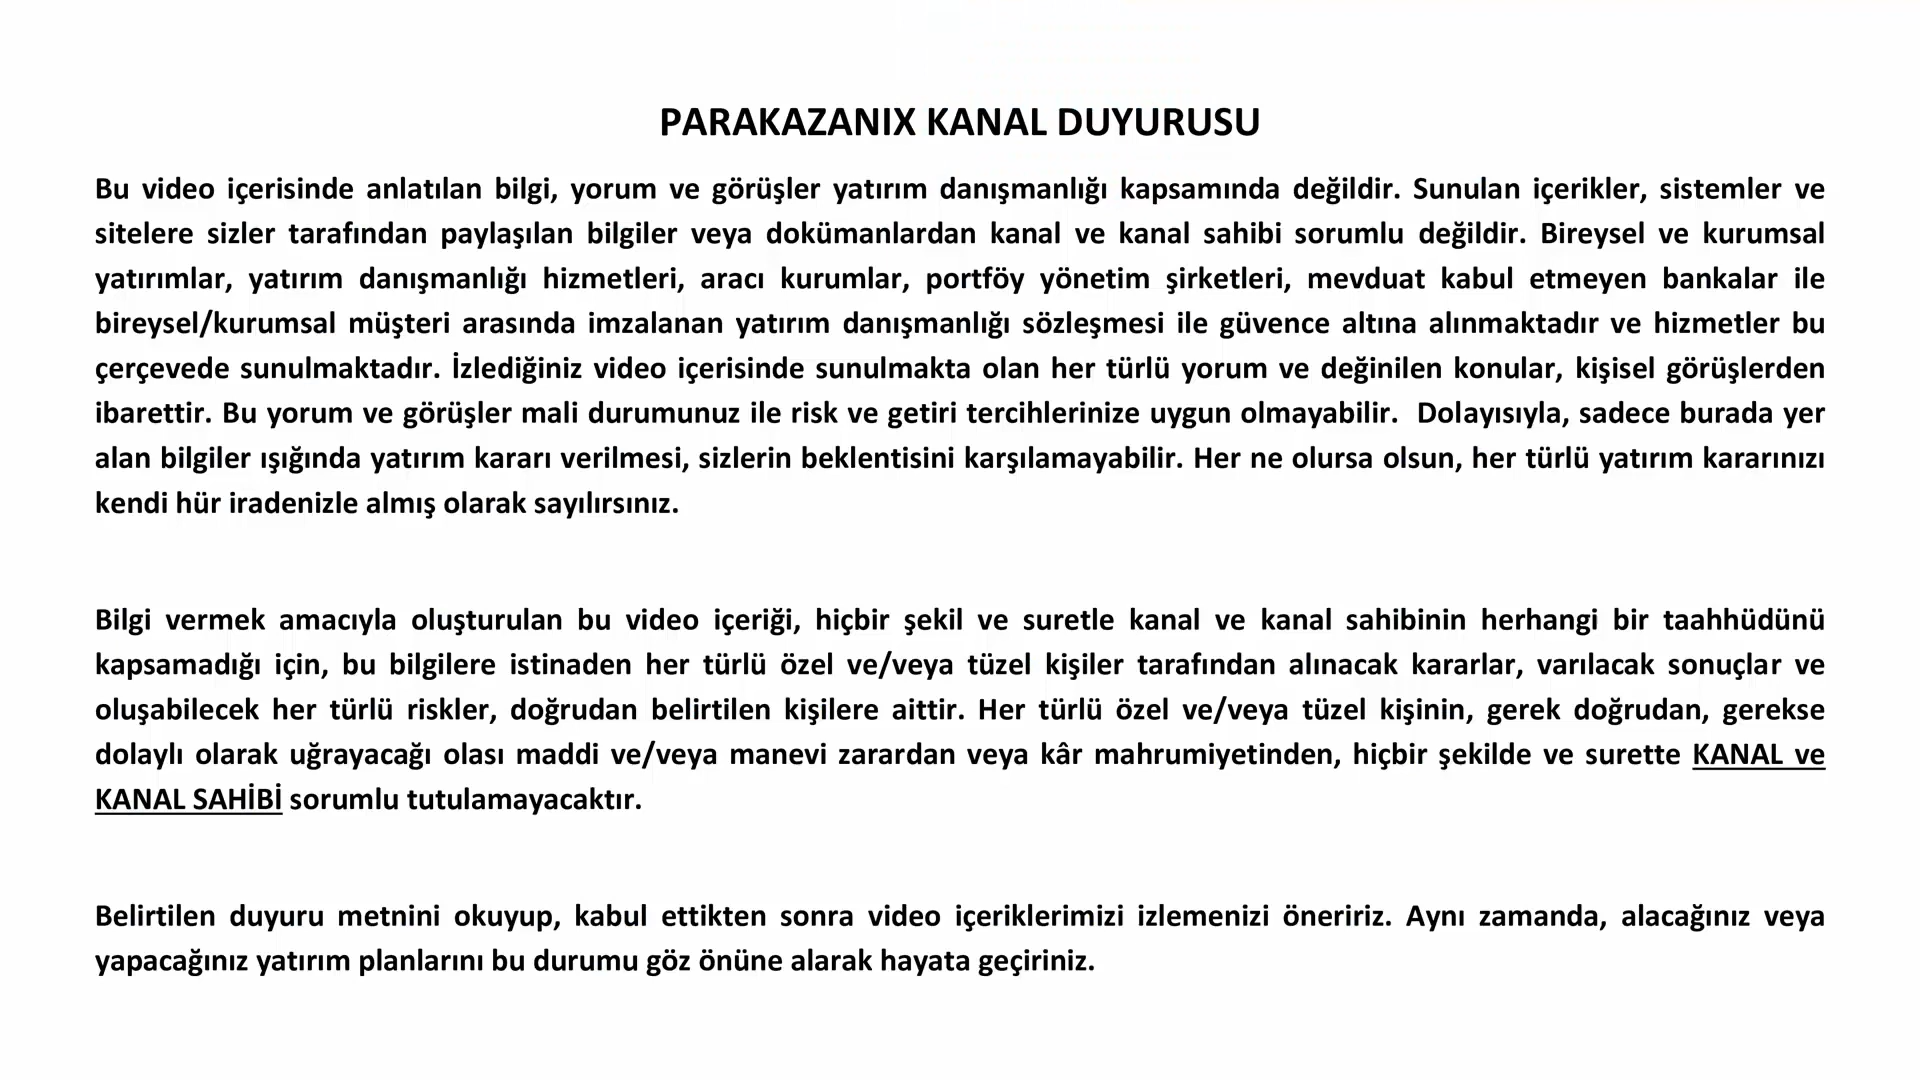 PARAKAZANIX KANAL DUYURUSU
Bu video içerisinde anlatılan bilgi, yorum ve görüşler yatırım danışmanlığı kapsamında değildir. Sunulan içerikler, sistemler ve
sitelere sizler tarafından paylaşılan bilgiler veya dokümanlardan kanal ve kanal sahibi sorumlu değildir. Bireysel ve kurumsal
yatırımlar, yatırım danışmanlığı hizmetleri, aracı kurumlar, portföy yönetim şirketleri, mevduat kabul etmeyen bankalar ile
bireysel/kurumsal müşteri arasında imzalanan yatırım danışmanlığı sözleşmesi ile güvence altına alınmaktadır ve hizmetler bu
çerçevede sunulmaktadır. İzlediğiniz video içerisinde sunulmakta olan her türlü yorum ve değinilen konular, kişisel görüşlerden
ibarettir. Bu yorum ve görüşler mali durumunuz ile risk ve getiri tercihlerinize uygun olmayabilir. Dolayısıyla, sadece burada yer
alan bilgiler ışığında yatırım kararı verilmesi, sizlerin beklentisini karşılamayabilir. Her ne olursa olsun, her türlü yatırım kararınızı
kendi hür iradenizle almış olarak sayılırsınız.
Bilgi vermek amacıyla oluşturulan bu video içeriği, hiçbir şekil ve suretle kanal ve kanal sahibinin herhangi bir taahhüdünü
kapsamadığı için, bu bilgilere istinaden her türlü özel ve/veya tüzel kişiler tarafından alınacak kararlar, varılacak sonuçlar ve
oluşabilecek her türlü riskler, doğrudan belirtilen kişilere aittir. Her türlü özel ve/veya tüzel kişinin, gerek doğrudan, gerekse
dolaylı olarak uğrayacağı olası maddi ve/veya manevi zarardan veya kâr mahrumiyetinden, hiçbir şekilde ve surette KANAL ve
KANAL SAHİBİ sorumlu tutulamayacaktır.
Belirtilen duyuru metnini okuyup, kabul ettikten sonra video içeriklerimizi izlemenizi öneririz. Aynı zamanda, alacağınız veya
yapacağınız yatırım planlarını bu durumu göz önüne alarak hayata geçiriniz.